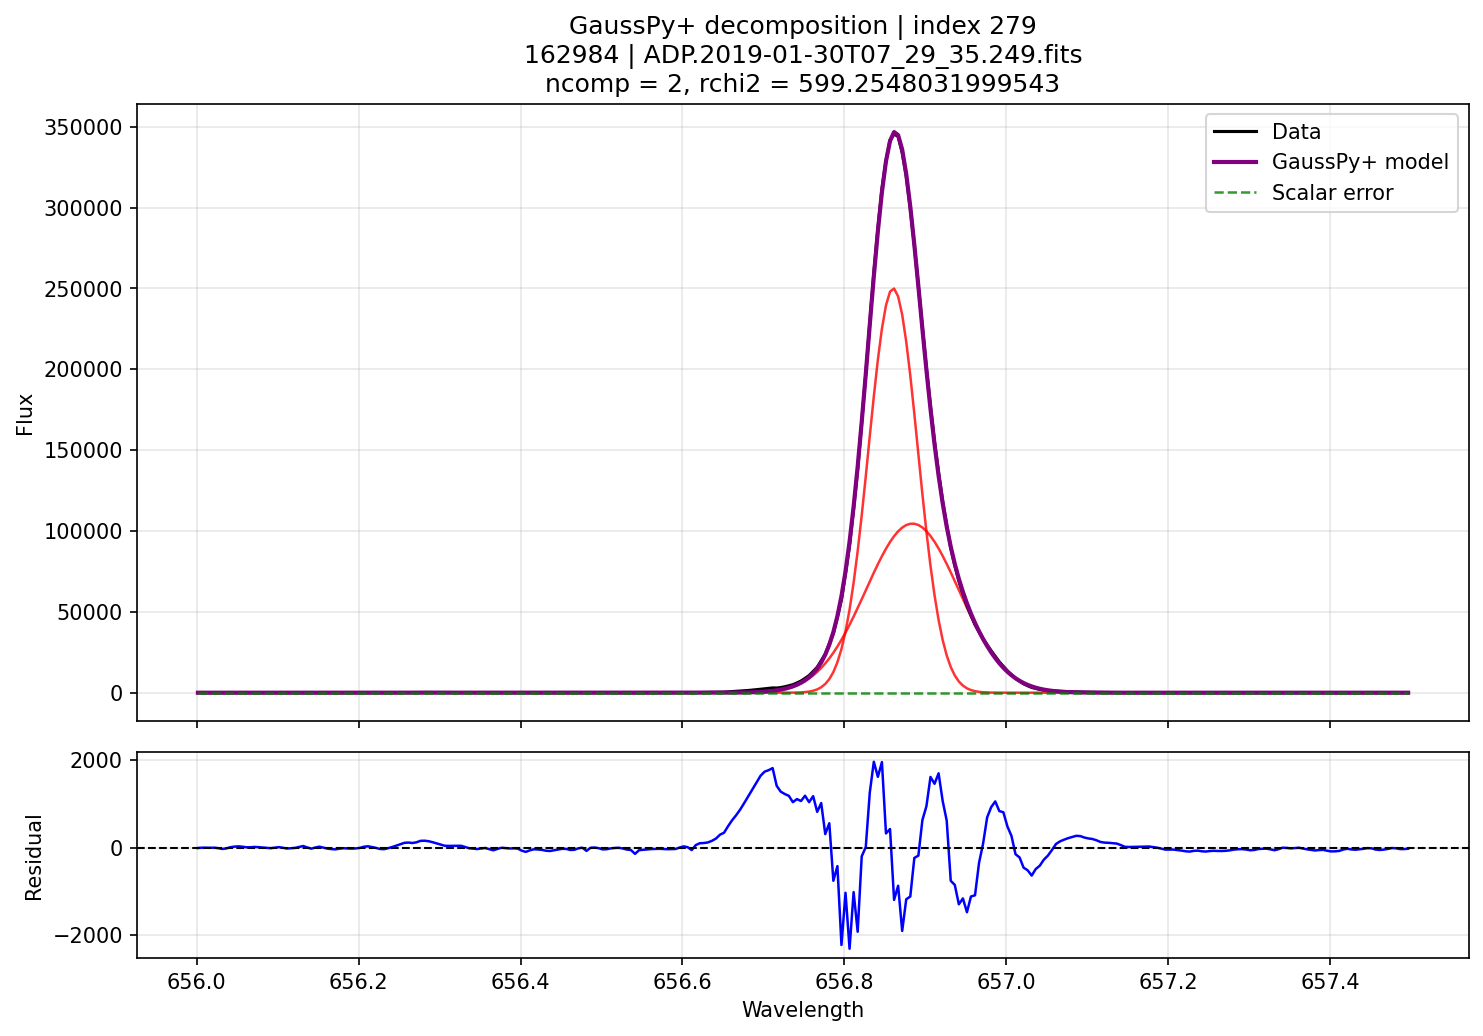 GaussPy+ decomposition | index 279
162984 | ADP.2019-01-30T07_29_35.249.fits
ncomp = 2, rchi2 = 599.2548031999543
350000
300000
250000
200000
150000
100000
50000
0
Flux
Data
GaussPy+ model
Scalar error
2000
0
−2000
Residual
656.0
656.2
656.4
656.6
656.8
657.0
657.2
657.4
Wavelength